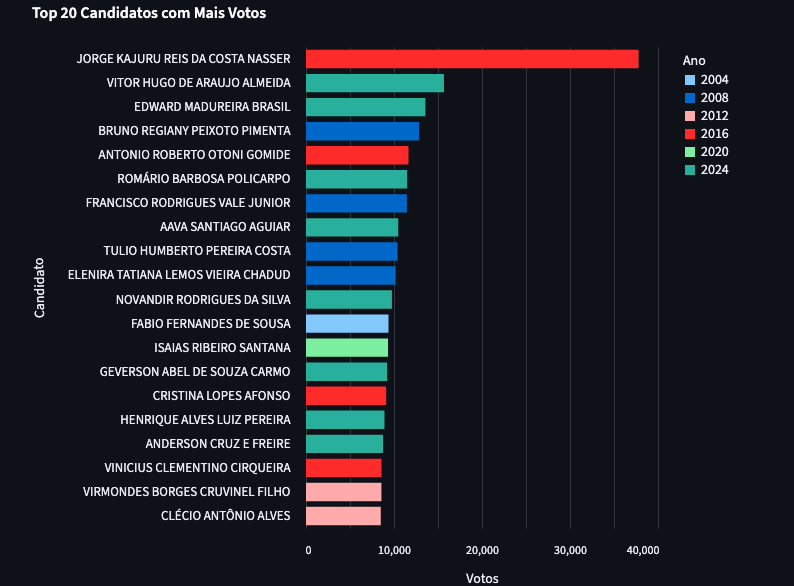 Top 20 Candidatos com Mais Votos
JORGE KAJURU REIS DA COSTA NASSER
VITOR HUGO DE ARAUJO ALMEIDA
EDWARD MADUREIRA BRASIL
BRUNO REGIANY PEIXOTO PIMENTA
ANTONIO ROBERTO OTONI GOMIDE
ROMÁRIO BARBOSA POLICARPO
FRANCISCO RODRIGUES VALE JUNIOR
AAVA SANTIAGO AGUIAR
TULIO HUMBERTO PEREIRA COSTA
ELENIRA TATIANA LEMOS VIEIRA CHADUD
NOVANDIR RODRIGUES DA SILVA
FABIO FERNANDES DE SOUSA
ISAIAS RIBEIRO SANTANA
GEVERSON ABEL DE SOUZA CARMO
CRISTINA LOPES AFONSO
HENRIQUE ALVES LUIZ PEREIRA
ANDERSON CRUZ E FREIRE
VINICIUS CLEMENTINO CIRQUEIRA
VIRMONDES BORGES CRUVINEL FILHO
CLÉCIO ANTÔNIO ALVES
Candidato
0 10,000 20,000 30,000 40,000
Votos
Ano
2004
2008
2012
2016
2020
2024